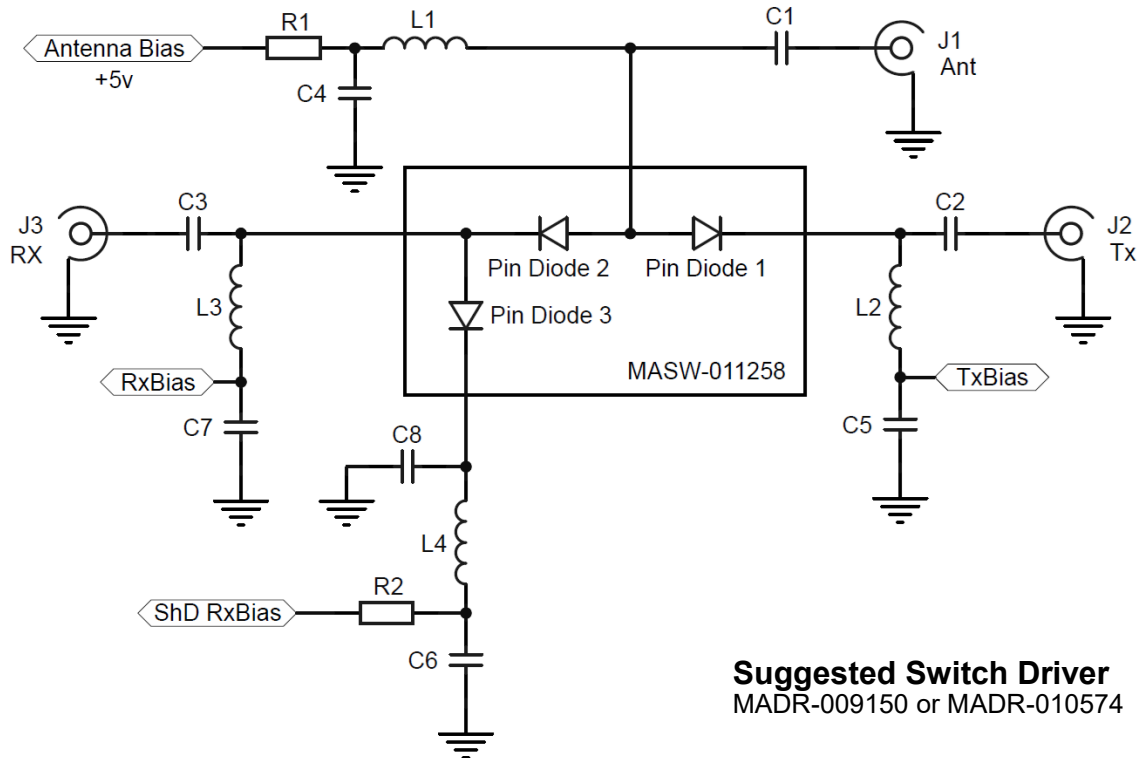 R1
L1
C1
Antenna Bias
+5v
J1
Ant
C4
C3
C2
J3
RX
J2
Tx
Pin Diode 2
Pin Diode 1
L3
Pin Diode 3
L2
RxBias
MASW-011258
TxBias
C7
C8
C5
L4
R2
ShD RxBias
C6
Suggested Switch Driver
MADR-009150 or MADR-010574